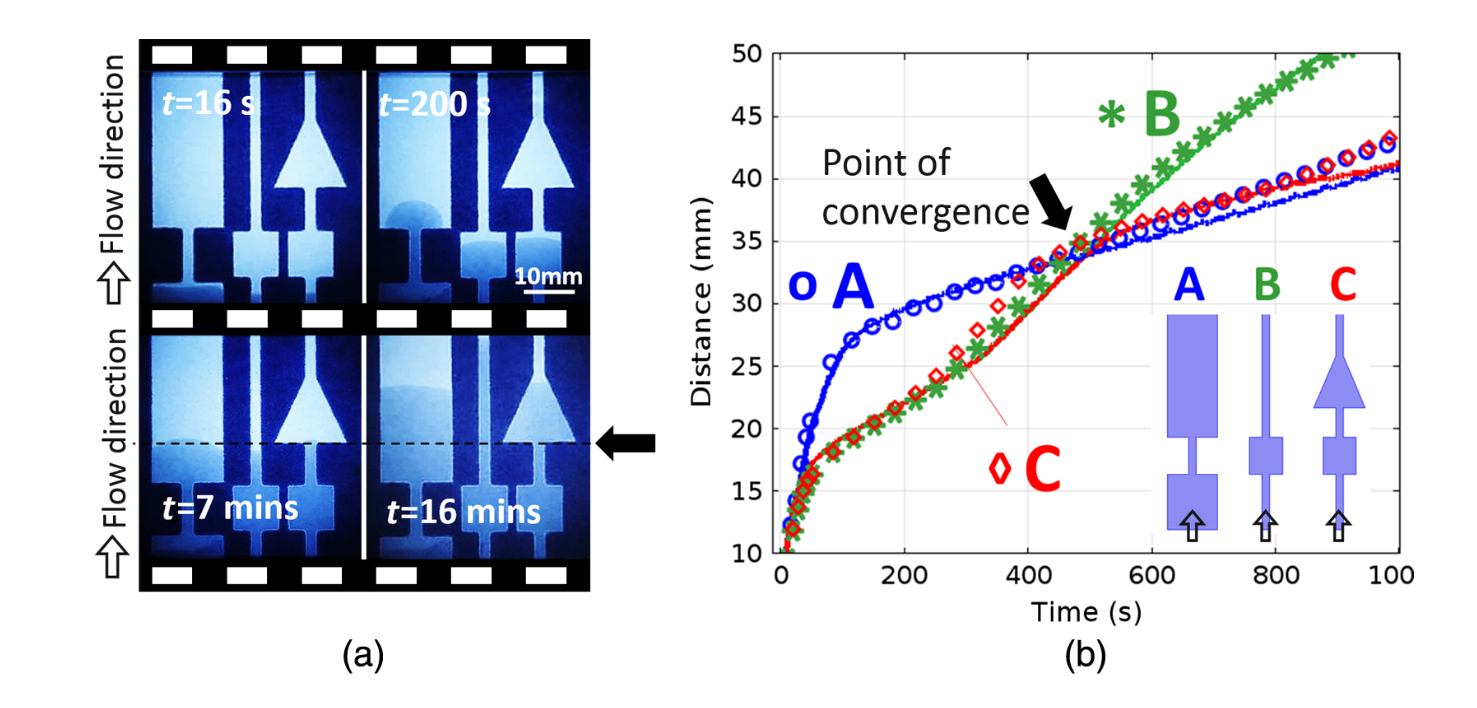 Flow direction
Flow direction
t=16 s
t=200 s
10mm
t=7 mins
t=16 mins
(a)
50
45
40
35
30
25
20
15
10
Distance (mm)
0
200
400
600
800
100
Time (s)
* B
Point of
convergence
o A
◊ C
A
B
C
(b)